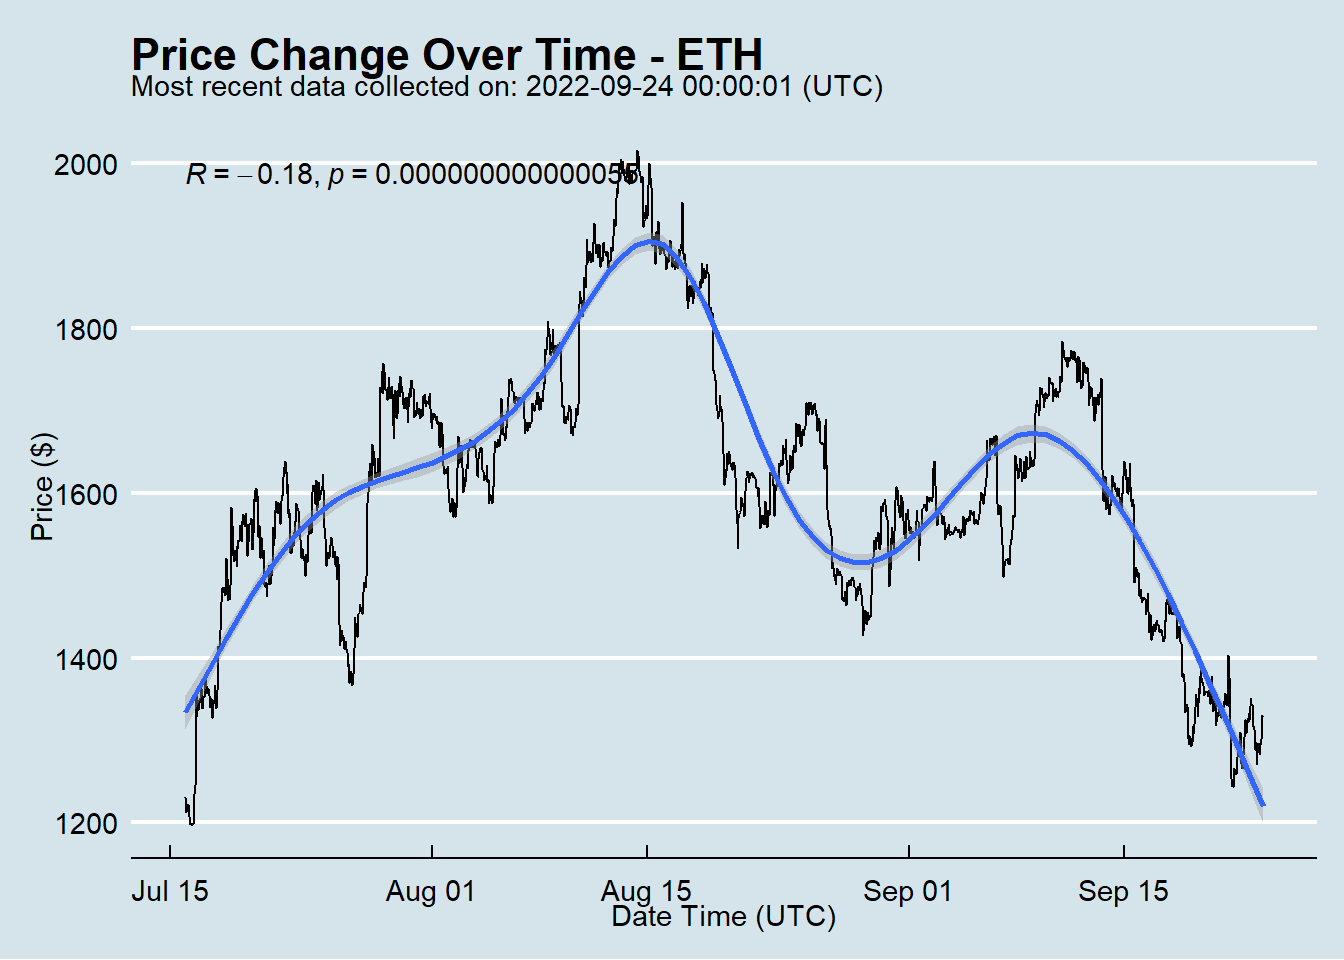 Price Change Over Time - ETH
Most recent data collected on: 2022-09-24 00:00:01 (UTC)
R = −0.18, p = 0.000000000000055
2000
1800
1600
1400
1200
Price ($)
Jul 15 Aug 01 Aug 15 Sep 01 Sep 15
Date Time (UTC)